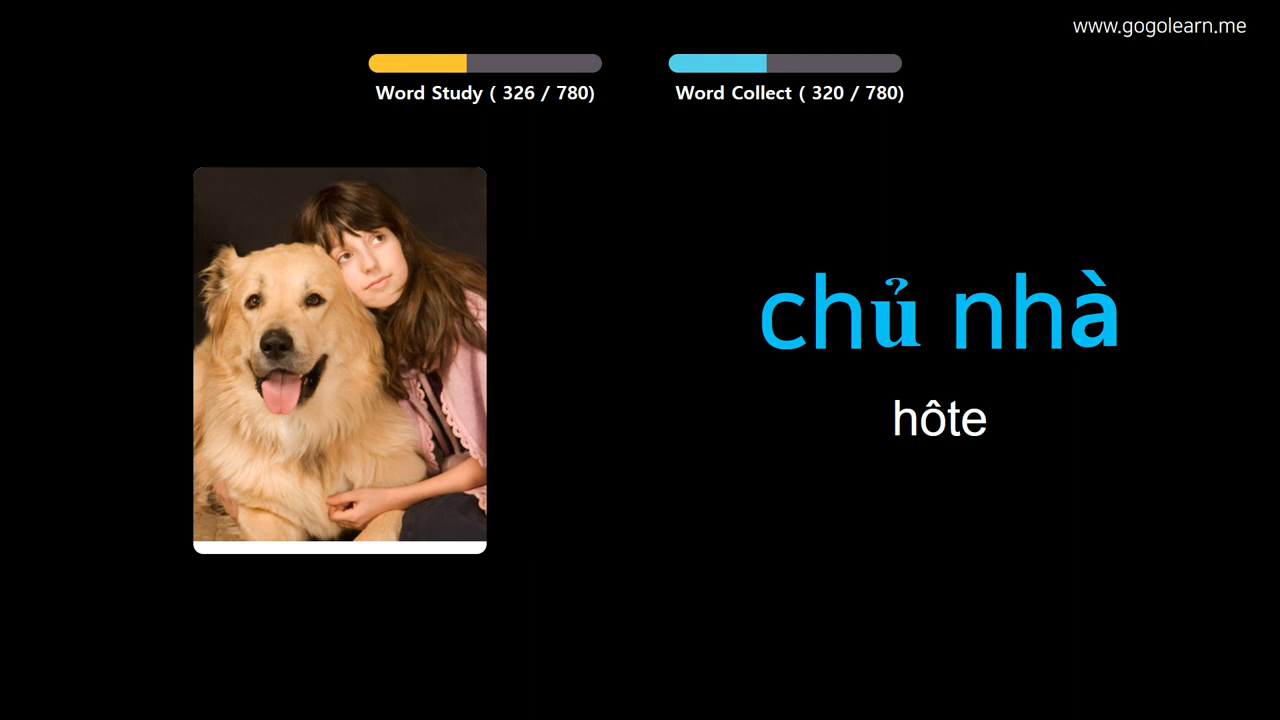 www.gogolearn.me
Word Study ( 326 / 780)
Word Collect ( 320 / 780)
chủ nhà
hôte